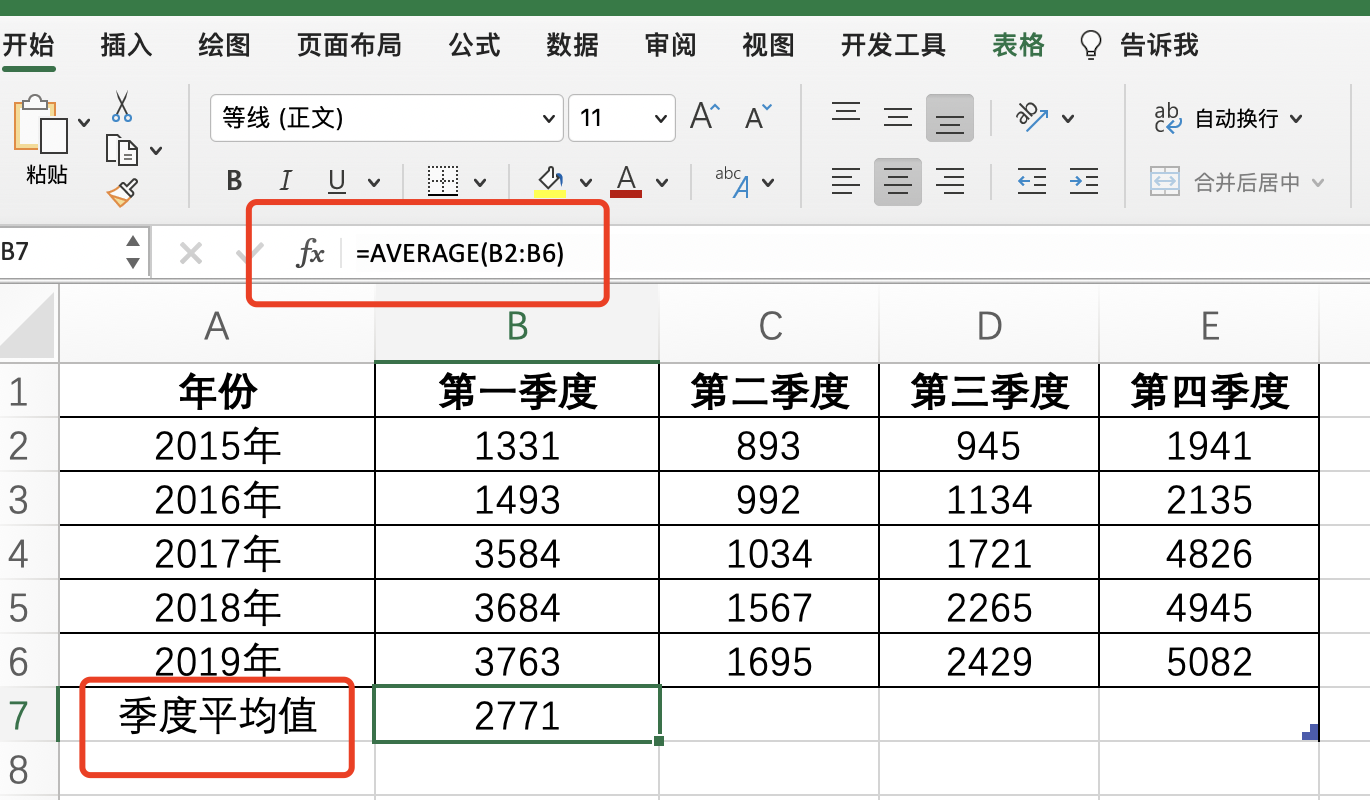 开始 插入 绘图 页面布局 公式 数据 审阅 视图 开发工具 表格 告诉我
等线 (正文) 11 A A ab 自动换行
ab
c
粘贴
B I U A abc A 合并后居中
B7 fx =AVERAGE(B2:B6)
A B C D E
1 年份 第一季度 第二季度 第三季度 第四季度
2 2015年 1331 893 945 1941
3 2016年 1493 992 1134 2135
4 2017年 3584 1034 1721 4826
5 2018年 3684 1567 2265 4945
6 2019年 3763 1695 2429 5082
7 季度平均值 2771
8